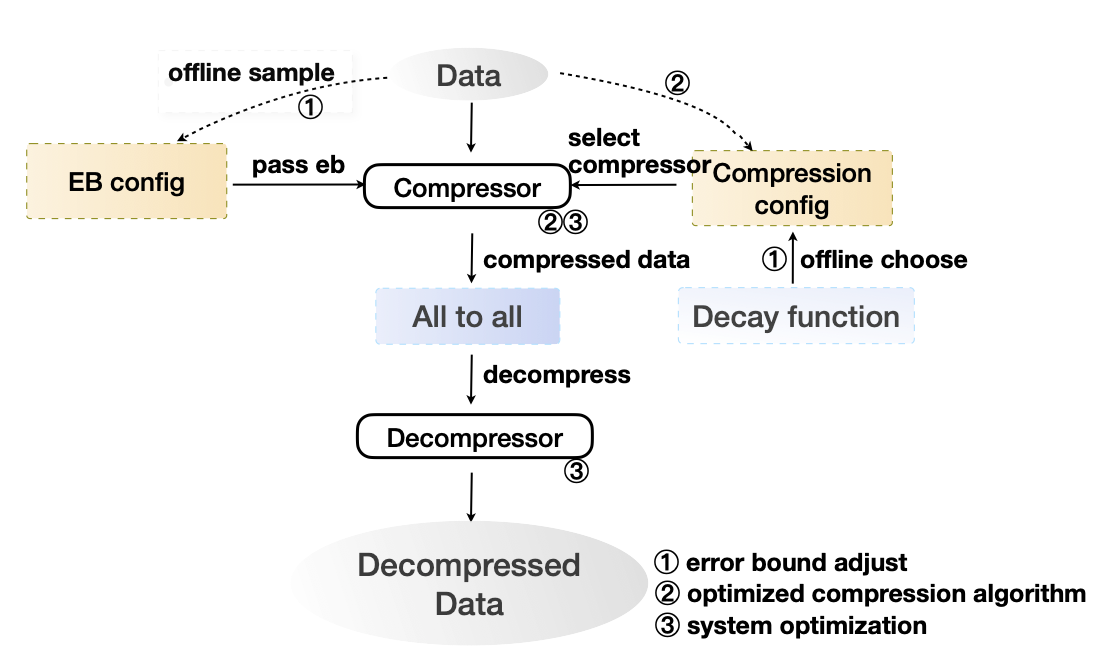 offline sample
Data
①
②
select
compressor
pass eb
EB config
Compressor
Compression
config
②③
compressed data
①
offline choose
All to all
Decay function
decompress
Decompressor
③
Decompressed
Data
① error bound adjust
② optimized compression algorithm
③ system optimization